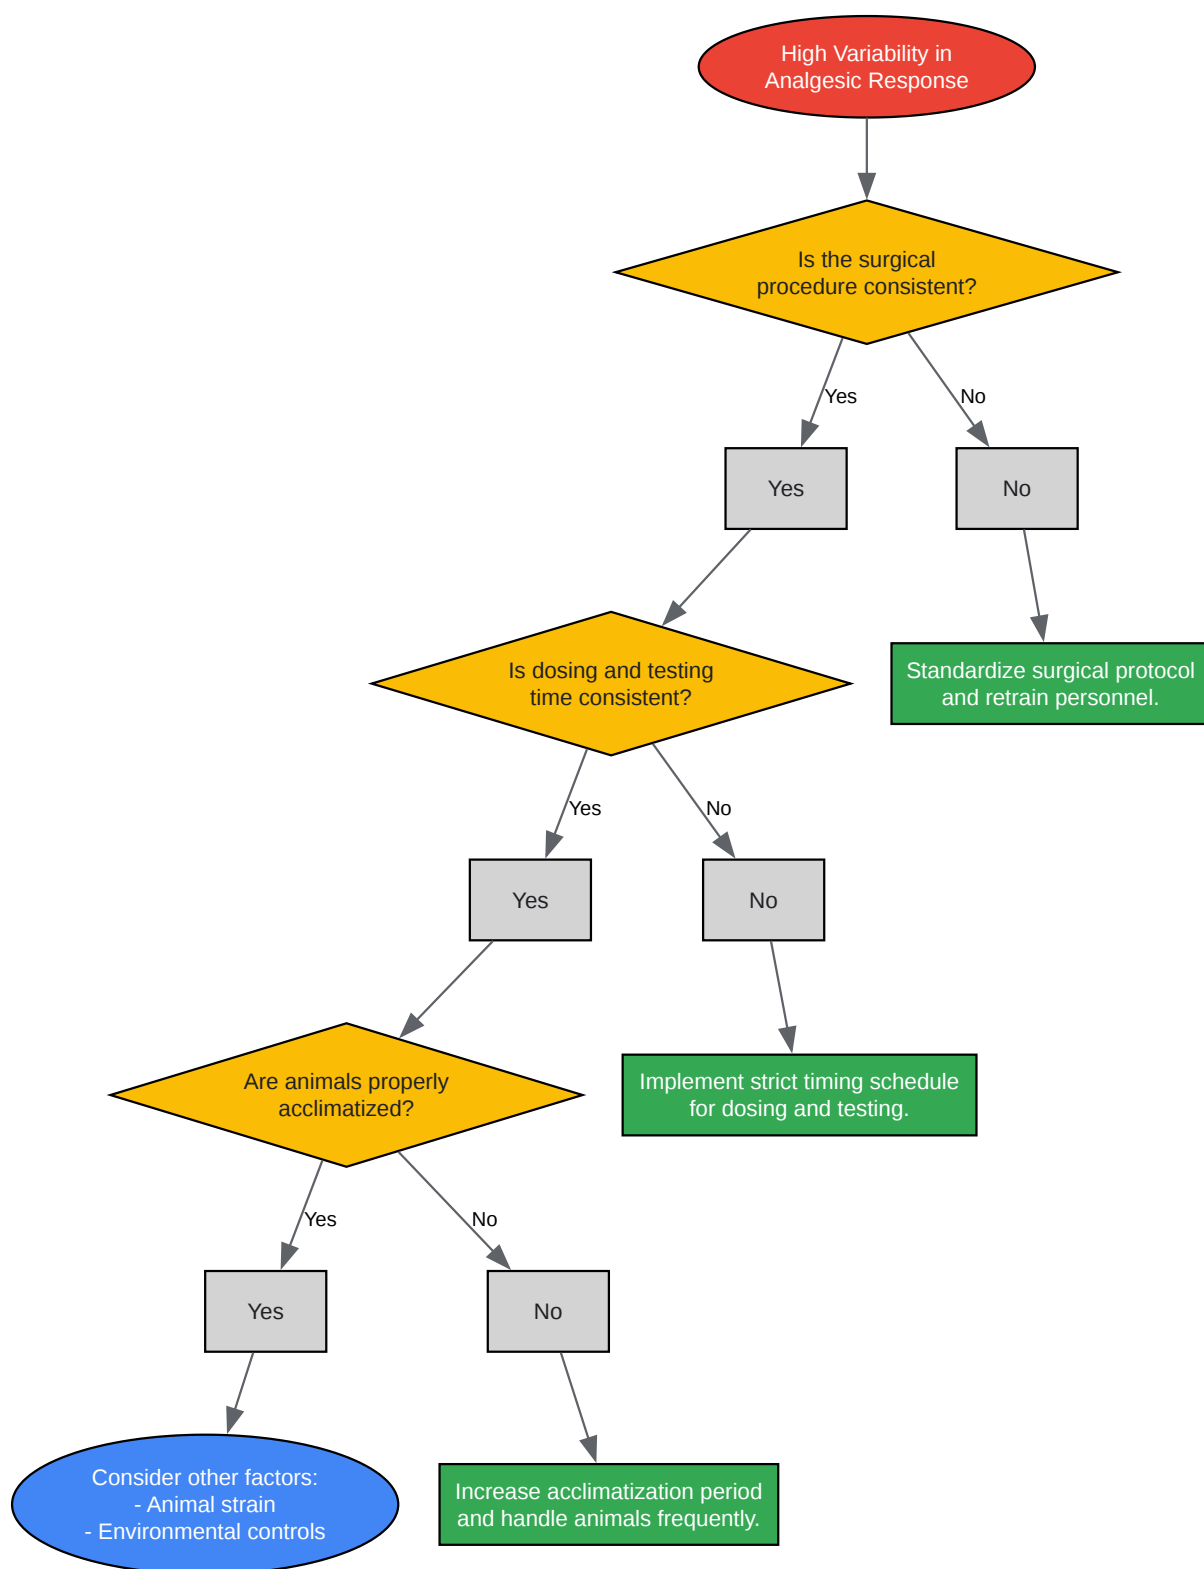 High Variability in
Analgesic Response
Is the surgical
procedure consistent?
Yes
No
Yes
No
Is dosing and testing
time consistent?
Standardize surgical protocol
and retrain personnel.
Yes
No
Yes
No
Are animals properly
acclimatized?
Implement strict timing schedule
for dosing and testing.
Yes
No
Yes
No
Consider other factors:
- Animal strain
- Environmental controls
Increase acclimatization period
and handle animals frequently.